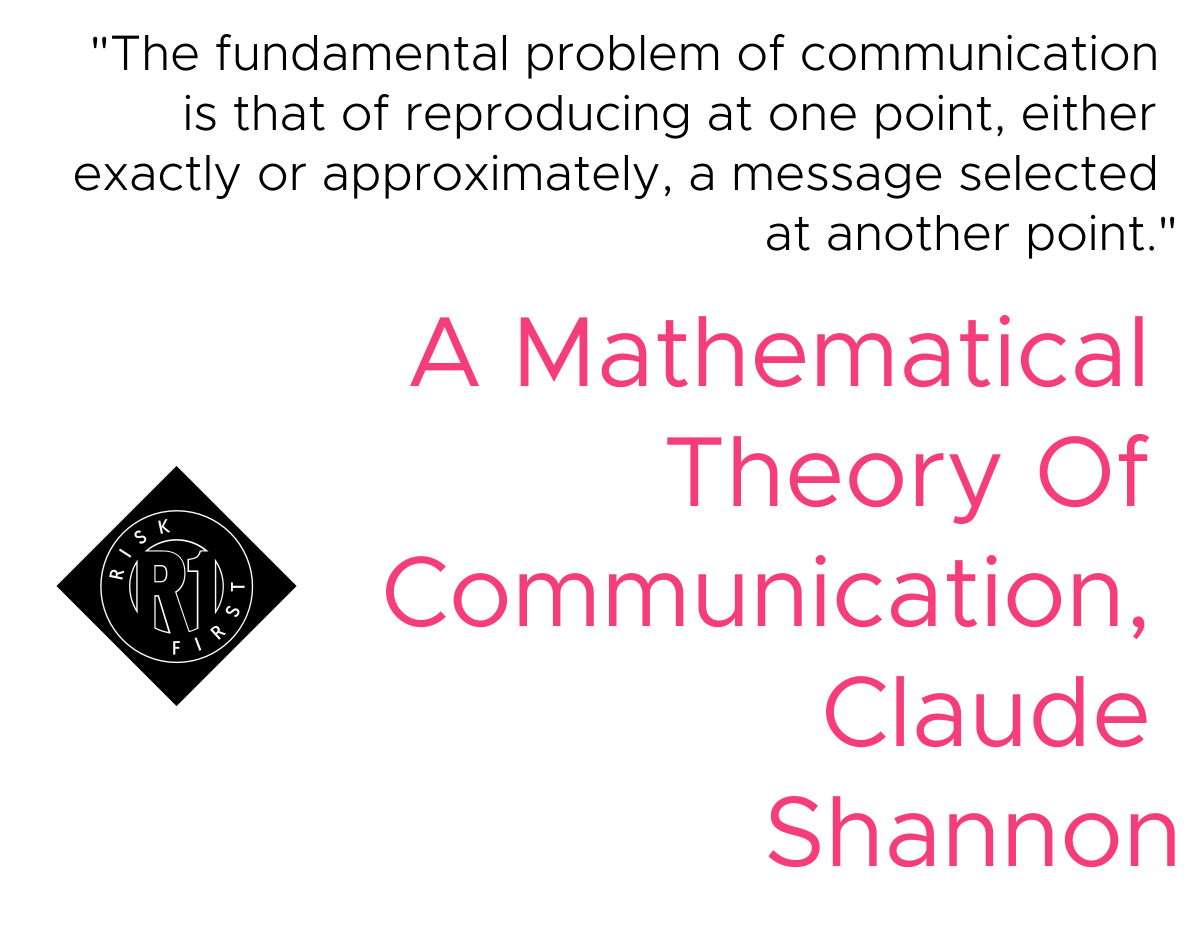 "The fundamental problem of communication
is that of reproducing at one point, either
exactly or approximately, a message selected
at another point."
A Mathematical
Theory Of
Communication,
Claude
Shannon
RISK
R1
FIRST